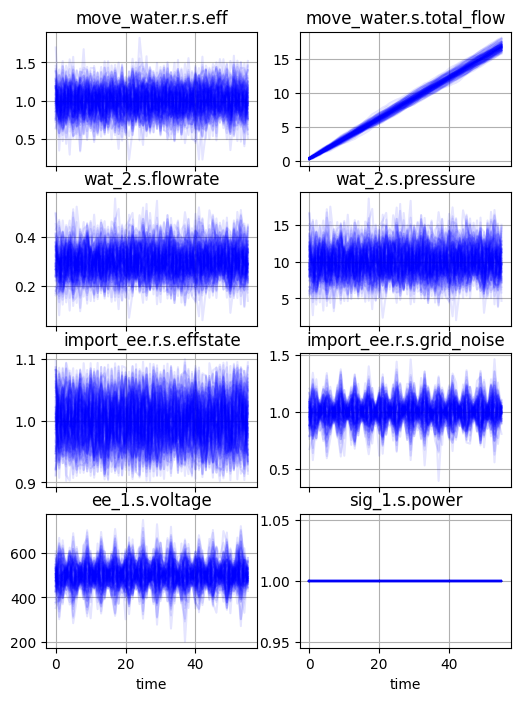 move_water.r.s.eff
move_water.s.total_flow
1.5
1.0
0.5
15
10
5
0
wat_2.s.flowrate
wat_2.s.pressure
0.4
0.2
15
10
5
import_ee.r.s.effstate
import_ee.r.s.grid_noise
1.1
1.0
0.9
1.5
1.0
0.5
ee_1.s.voltage
sig_1.s.power
600
400
200
1.05
1.00
0.95
0 20 40
0 20 40
time
time